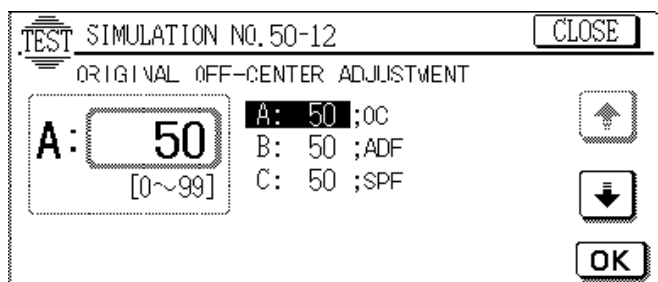 TEST SIMULATION NO.50-12 CLOSE
ORIGINAL OFF-CENTER ADJUSTMENT
A: 50
[0～99]
A: 50 ;OC
B: 50 ;ADF
C: 50 ;SPF
OK